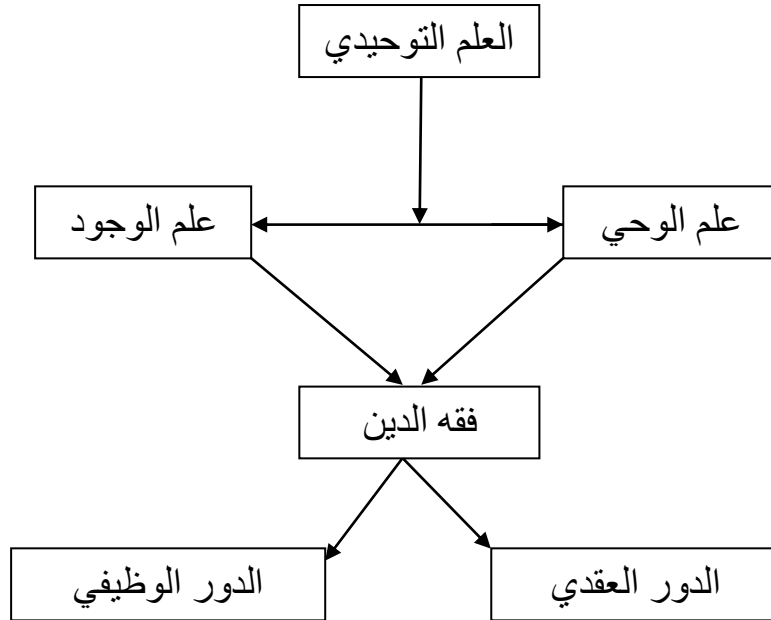 العلم التوحيدي
علم الوحي
علم الوجود
فقه الدين
الدور العقدي
الدور الوظيفي